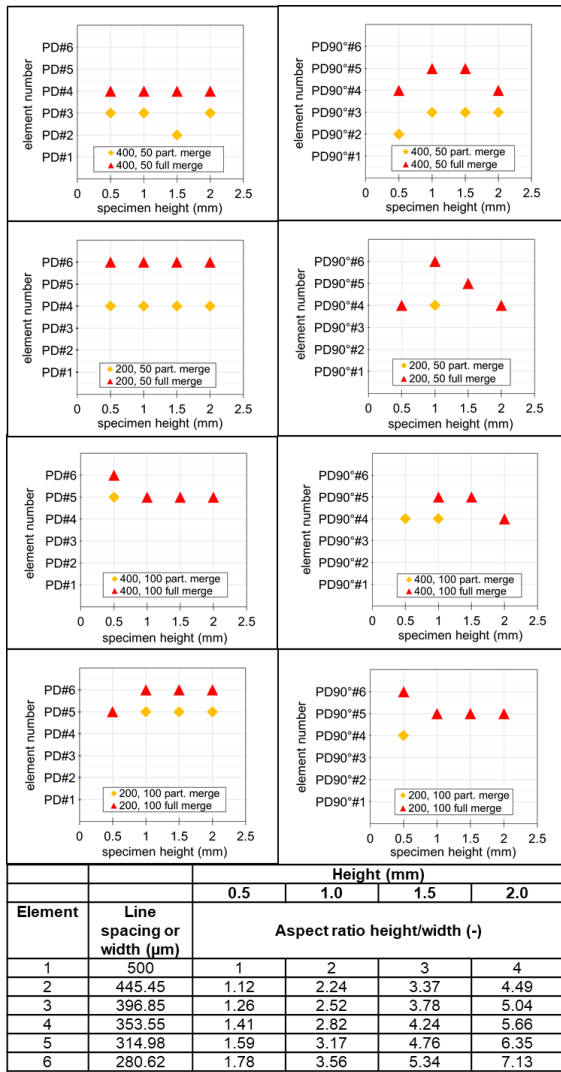 PD#6
PD#5
PD#4
PD#3
PD#2
PD#1
element number
400, 50 part. merge
400, 50 full merge
0 0.5 1 1.5 2 2.5
specimen height (mm)
PD90°#6
PD90°#5
PD90°#4
PD90°#3
PD90°#2
PD90°#1
element number
400, 50 part. merge
400, 50 full merge
0 0.5 1 1.5 2 2.5
specimen height (mm)
PD#6
PD#5
PD#4
PD#3
PD#2
PD#1
element number
200, 50 part. merge
200, 50 full merge
0 0.5 1 1.5 2 2.5
specimen height (mm)
PD90°#6
PD90°#5
PD90°#4
PD90°#3
PD90°#2
PD90°#1
element number
200, 50 part. merge
200, 50 full merge
0 0.5 1 1.5 2 2.5
specimen height (mm)
PD#6
PD#5
PD#4
PD#3
PD#2
PD#1
element number
400, 100 part. merge
400, 100 full merge
0 0.5 1 1.5 2 2.5
specimen height (mm)
PD90°#6
PD90°#5
PD90°#4
PD90°#3
PD90°#2
PD90°#1
element number
400, 100 part. merge
400, 100 full merge
0 0.5 1 1.5 2 2.5
specimen height (mm)
PD#6
PD#5
PD#4
PD#3
PD#2
PD#1
element number
200, 100 part. merge
200, 100 full merge
0 0.5 1 1.5 2 2.5
specimen height (mm)
PD90°#6
PD90°#5
PD90°#4
PD90°#3
PD90°#2
PD90°#1
element number
200, 100 part. merge
200, 100 full merge
0 0.5 1 1.5 2 2.5
specimen height (mm)
Height (mm)
0.5 1.0 1.5 2.0
Element Line
spacing or
width (µm)
Aspect ratio height/width (-)
1 500 1 2 3 4
2 445.45 1.12 2.24 3.37 4.49
3 396.85 1.26 2.52 3.78 5.04
4 353.55 1.41 2.82 4.24 5.66
5 314.98 1.59 3.17 4.76 6.35
6 280.62 1.78 3.56 5.34 7.13